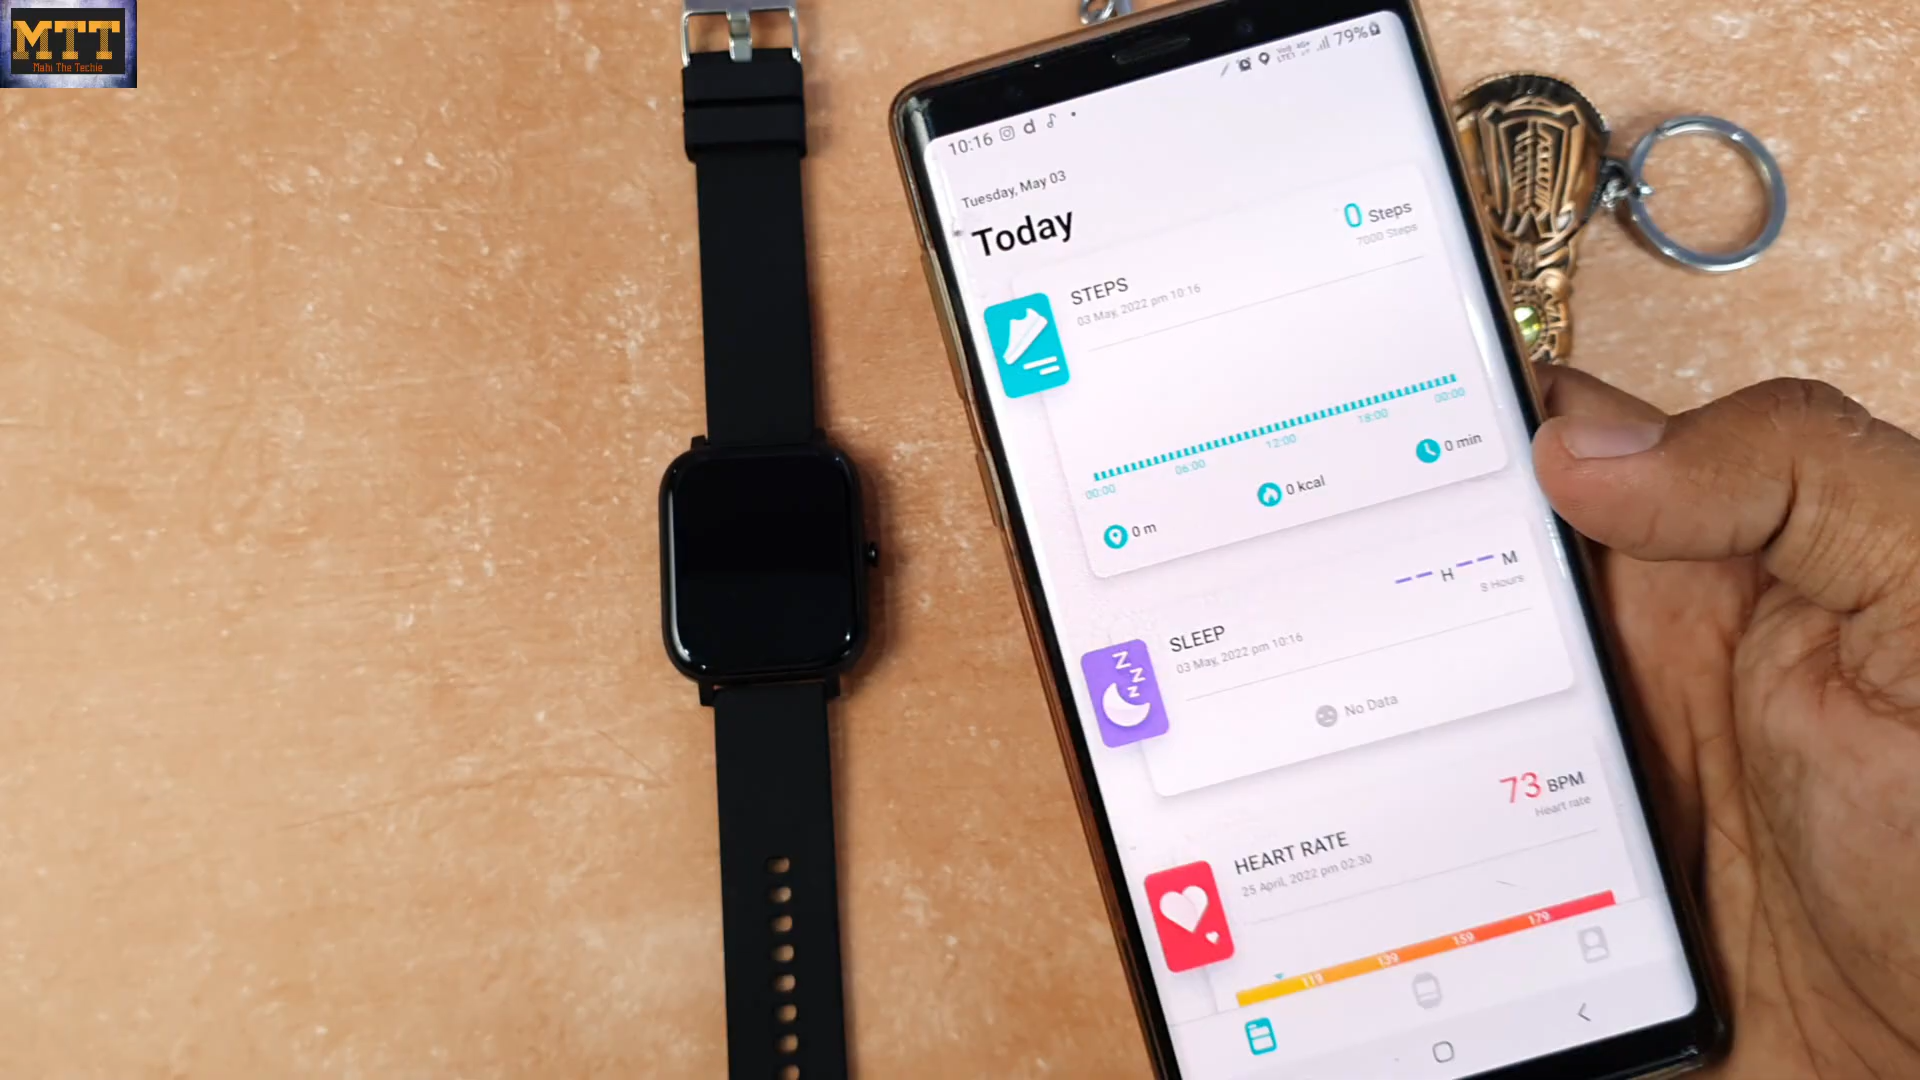 MTT
Mahi The Techie
10:16
79%
Tuesday, May 03
Today
0 Steps
7000 Steps
STEPS
03 May, 2022 pm 10:16
00:00
06:00
12:00
18:00
00:00
0 m
0 kcal
0 min
-- H -- M
8 Hours
SLEEP
03 May, 2022 pm 10:16
No Data
73 BPM
Heart rate
HEART RATE
25 April, 2022 pm 02:30
119
139
159
179